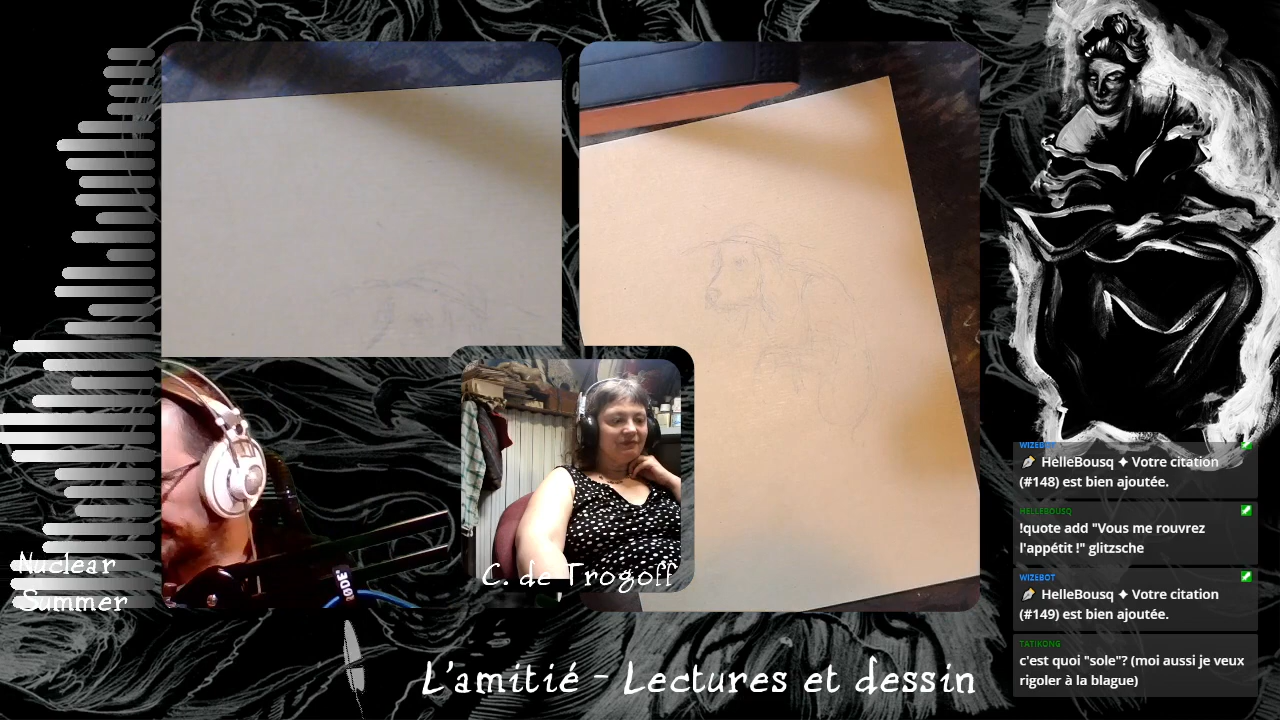 Nuclear
Summer
.300
C. de Trogoff
L'amitié - Lectures et dessin
WIZEBOT
HelleBousq ✦ Votre citation
(#148) est bien ajoutée.
HELLEBOUSQ
!quote add "Vous me rouvrez
l'appétit !" glitzsche
WIZEBOT
HelleBousq ✦ Votre citation
(#149) est bien ajoutée.
TATIKONG
c'est quoi "sole"? (moi aussi je veux
rigoler à la blague)